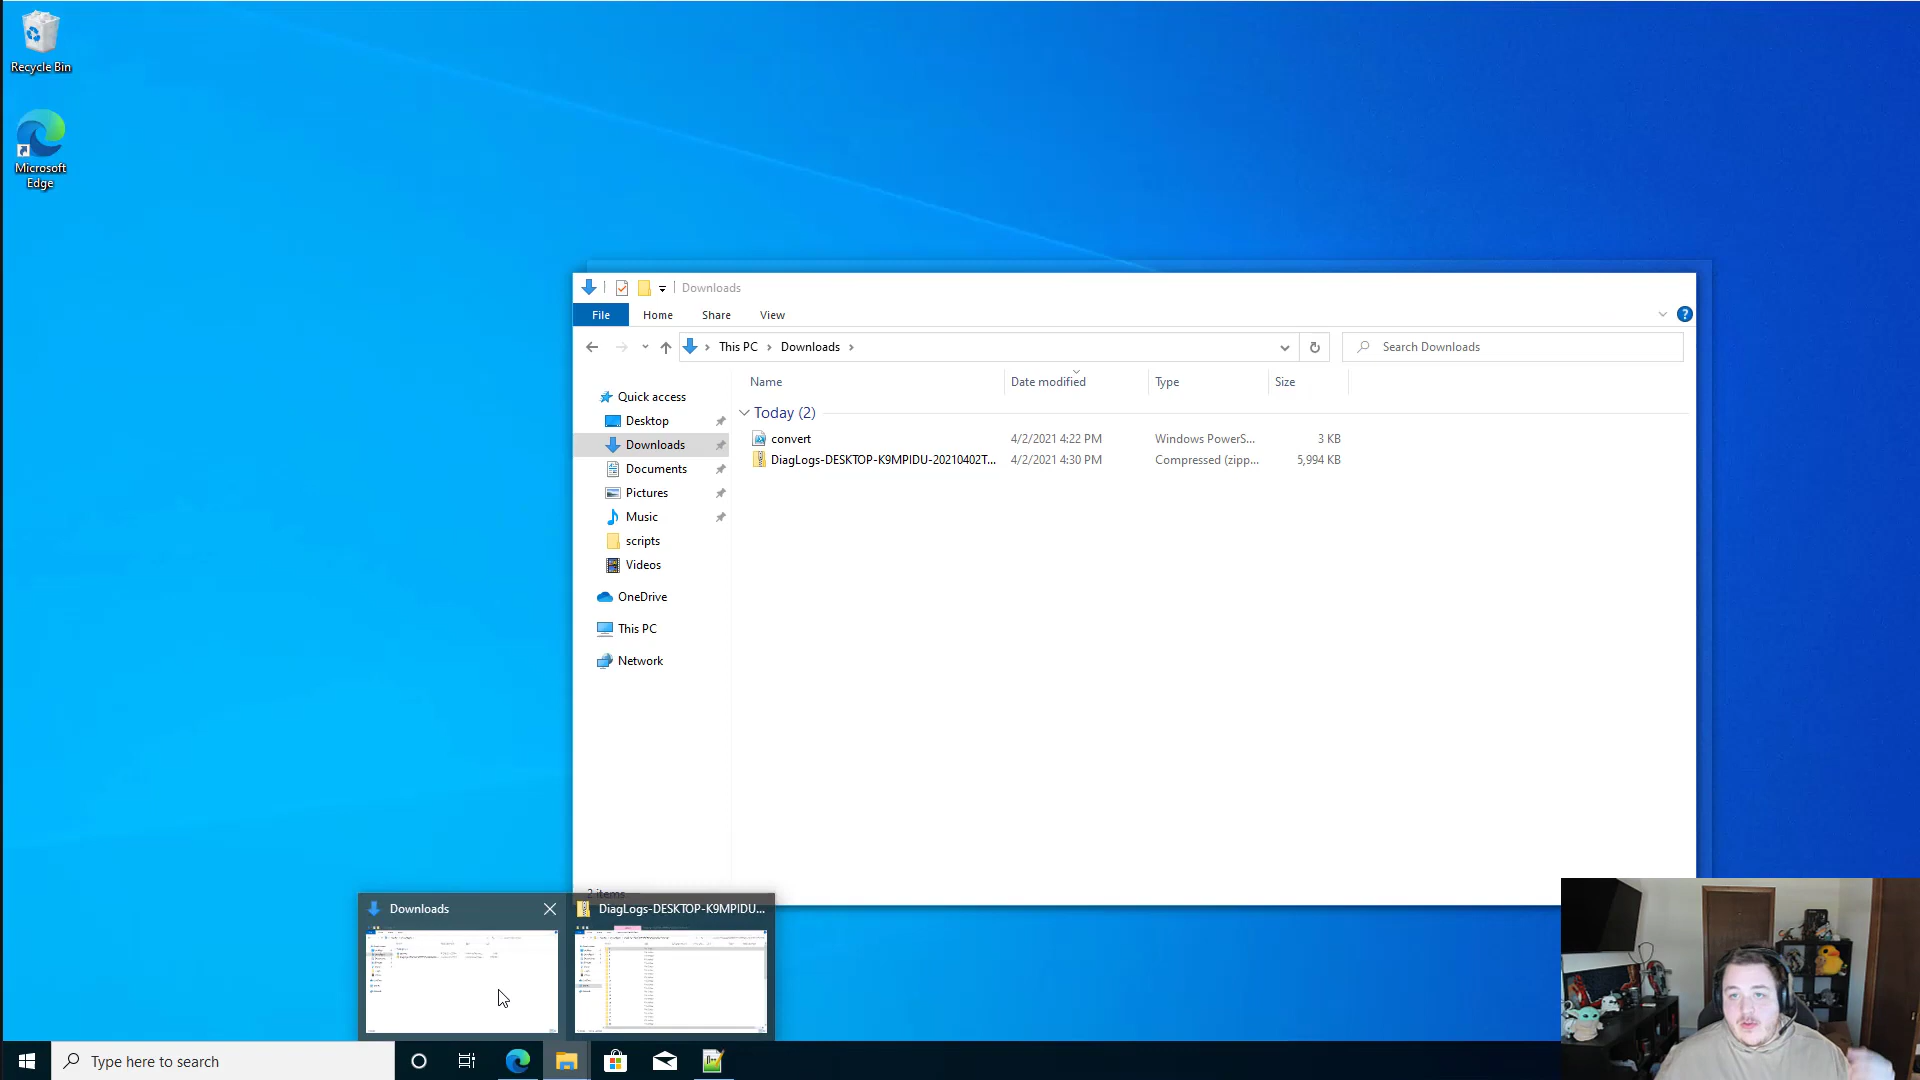 Recycle Bin
Microsoft
Edge
Downloads
File Home Share View
This PC Downloads
Search Downloads
Name Date modified Type Size
Quick access
Desktop
Downloads
Documents
Pictures
Music
scripts
Videos
OneDrive
This PC
Network
Today (2)
convert 4/2/2021 4:22 PM Windows PowerS... 3 KB
DiagLogs-DESKTOP-K9MPIDU-20210402T... 4/2/2021 4:30 PM Compressed (zipp... 5,994 KB
2 items
Downloads
DiagLogs-DESKTOP-K9MPIDU...
Type here to search